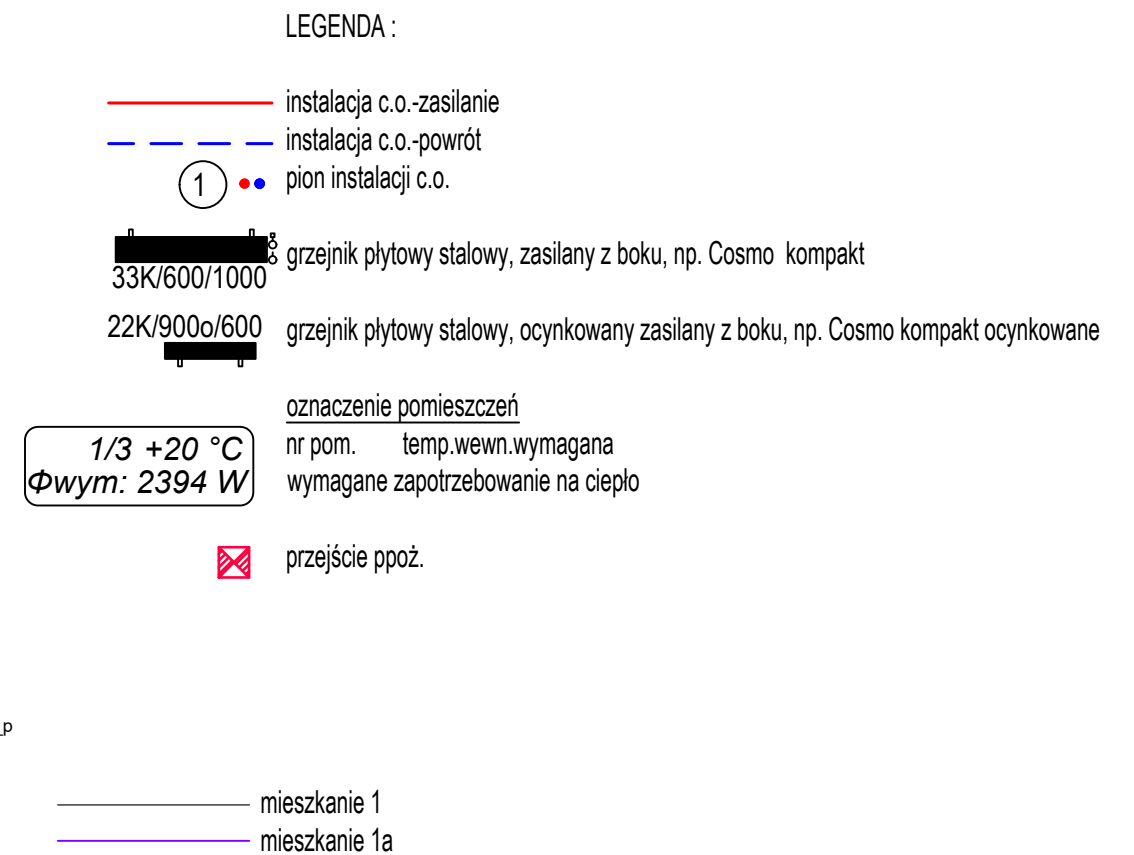 LEGENDA :
instalacja c.o.-zasilanie
instalacja c.o.-powrót
1 pion instalacji c.o.
grzejnik płytowy stalowy, zasilany z boku, np. Cosmo kompakt
33K/600/1000
22K/900o/600 grzejnik płytowy stalowy, ocynkowany zasilany z boku, np. Cosmo kompakt ocynkowane
oznaczenie pomieszczeń
1/3 +20 °C nr pom. temp.wewn.wymagana
Φwym: 2394 W wymagane zapotrzebowanie na ciepło
przejście ppoż.
_p
mieszkanie 1
mieszkanie 1a